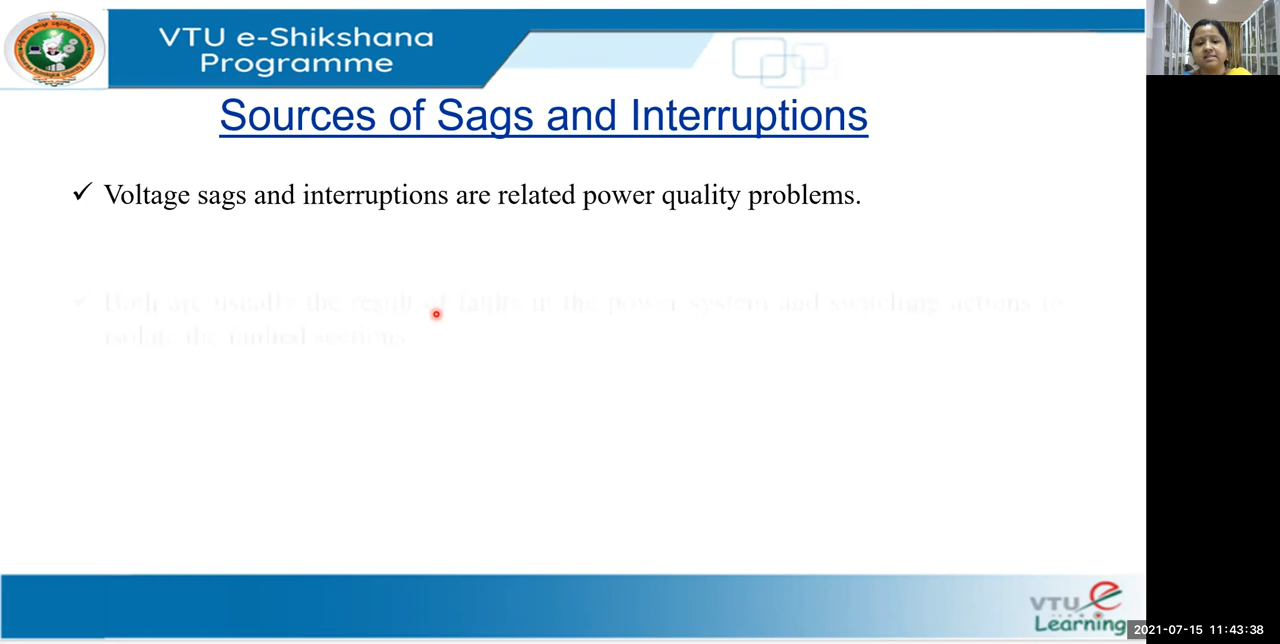 VTU e-Shikshana
Programme
Sources of Sags and Interruptions
✓ Voltage sags and interruptions are related power quality problems.
✓ Both are usually the result of faults in the power system and switching actions to
isolate the faulted sections
VTU e
Learning
2021-07-15 11:43:38